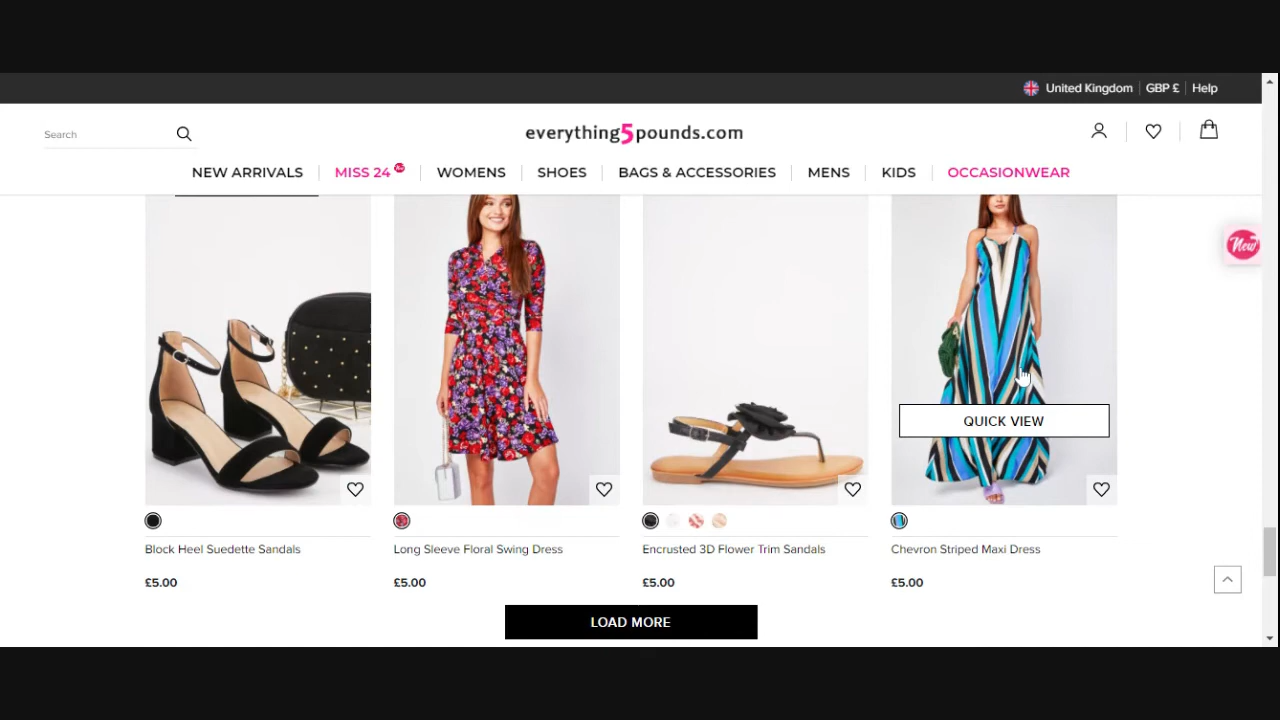 United Kingdom GBP £ Help
Search
everything5pounds.com
NEW ARRIVALS MISS 24 WOMENS SHOES BAGS & ACCESSORIES MENS KIDS OCCASIONWEAR
New
QUICK VIEW
Block Heel Suedette Sandals
Long Sleeve Floral Swing Dress
Encrusted 3D Flower Trim Sandals
Chevron Striped Maxi Dress
£5.00
£5.00
£5.00
£5.00
LOAD MORE